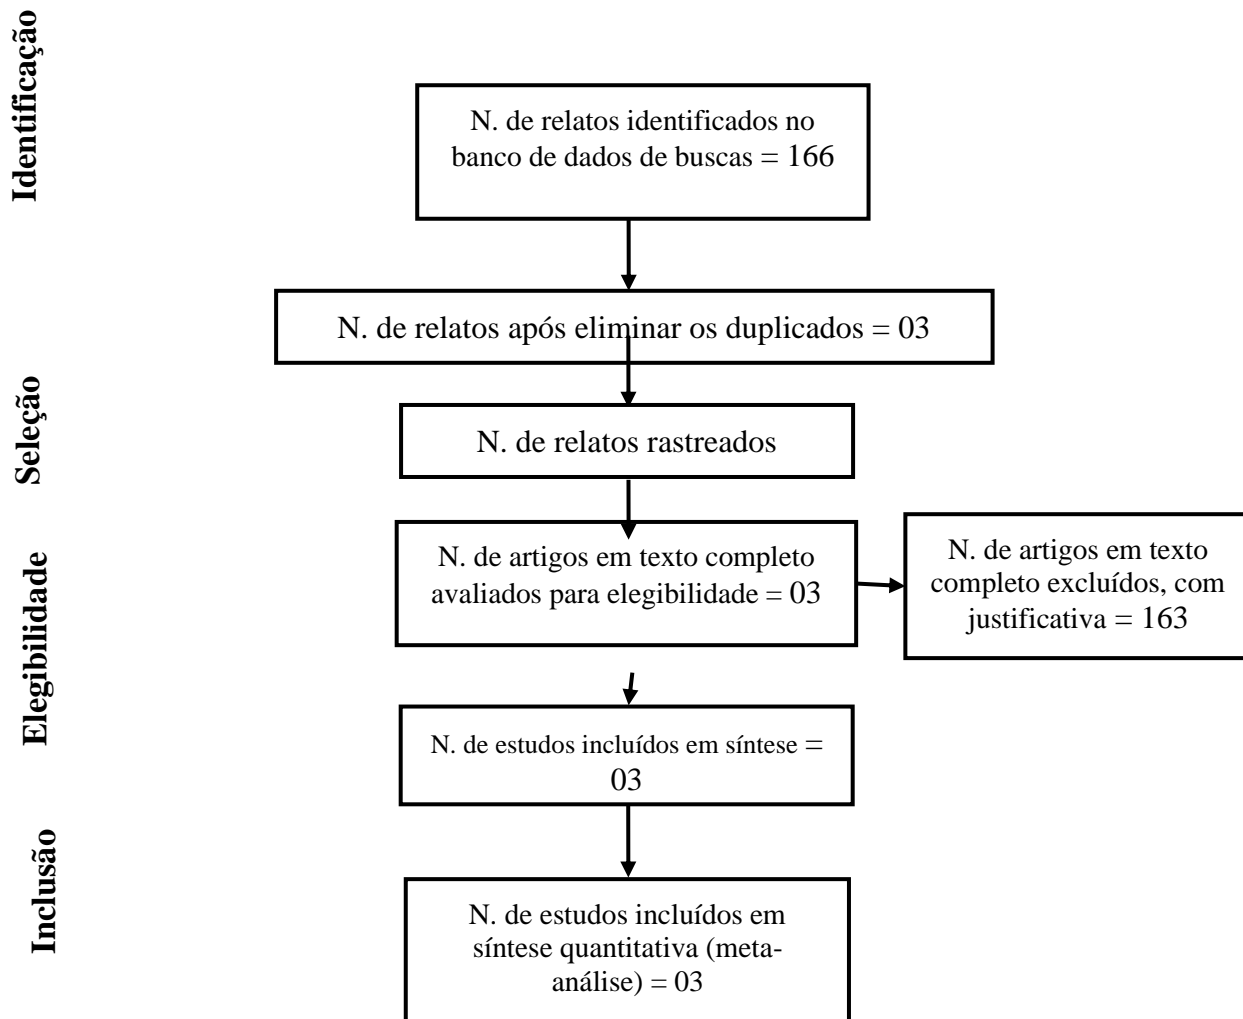 Identificação
N. de relatos identificados no
banco de dados de buscas = 166
N. de relatos após eliminar os duplicados = 03
Seleção
N. de relatos rastreados
Elegibilidade
N. de artigos em texto completo
avaliados para elegibilidade = 03
N. de artigos em texto
completo excluídos, com
justificativa = 163
N. de estudos incluídos em síntese =
03
Inclusão
N. de estudos incluídos em
síntese quantitativa (meta-
análise) = 03